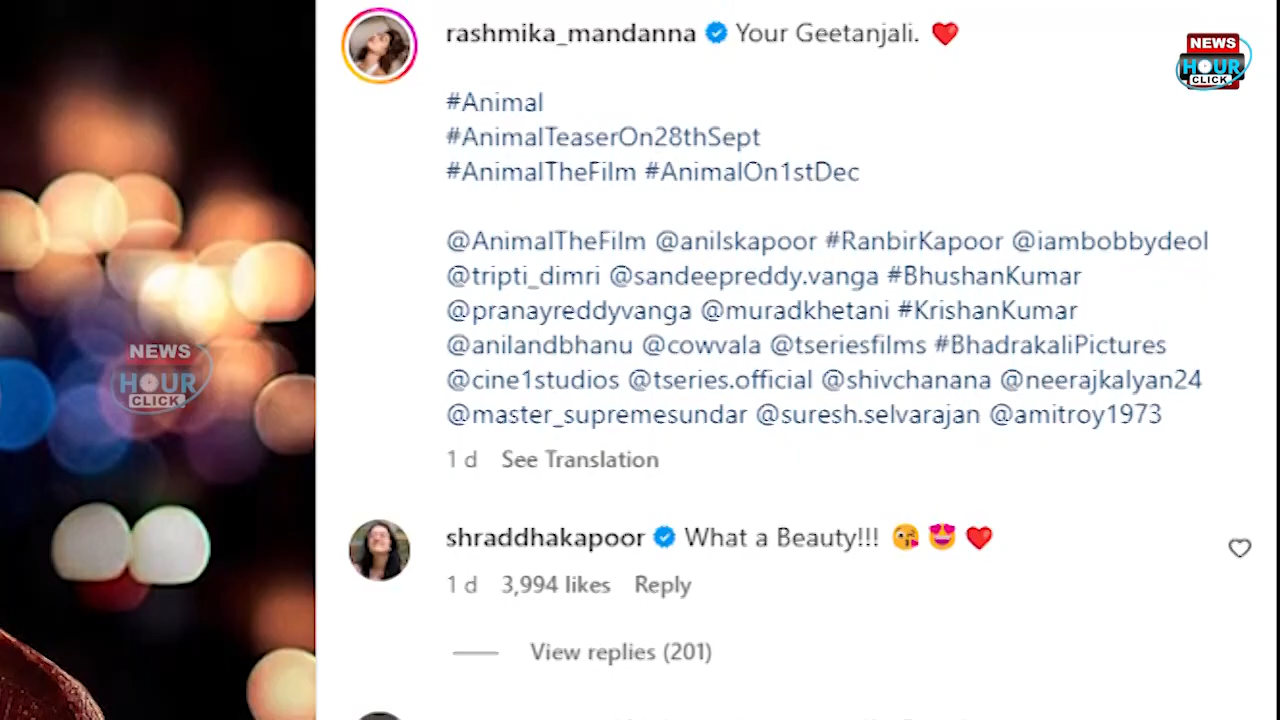 rashmika_mandanna Your Geetanjali. ❤️
NEWS
HOUR
CLICK
#Animal
#AnimalTeaserOn28thSept
#AnimalTheFilm #AnimalOn1stDec
@AnimalTheFilm @anilskapoor #RanbirKapoor @iambobbydeol
@tripti_dimri @sandeepreddy.vanga #BhushanKumar
@pranayreddyvanga @muradkhetani #KrishanKumar
@anilandbhanu @cowvala @tseriesfilms #BhadrakaliPictures
@cine1studios @tseries.official @shivchanana @neerajkalyan24
@master_supremesundar @suresh.selvarajan @amitroy1973
NEWS
HOUR
CLICK
1 d See Translation
shraddhakapoor What a Beauty!!! 😘 😍 ❤️
1 d 3,994 likes Reply
View replies (201)